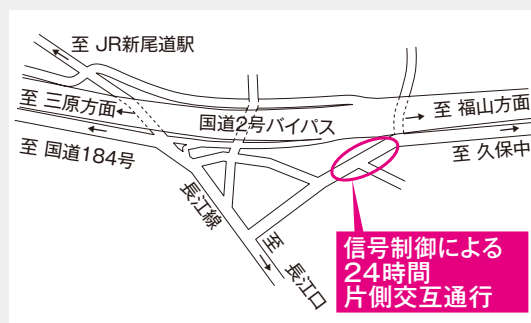 至 JR新尾道駅
至 三原方面
国道2号バイパス
至 福山方面
至 国道184号
至 久保中
長江線
至 長江口
信号制御による
24時間
片側交互通行